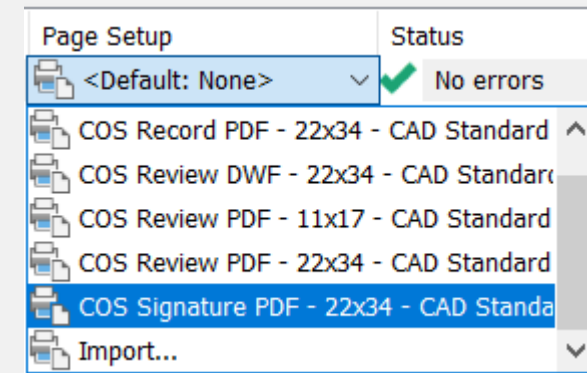 Page Setup Status
<Default: None> No errors
COS Record PDF - 22x34 - CAD Standard
COS Review DWF - 22x34 - CAD Standard
COS Review PDF - 11x17 - CAD Standard
COS Review PDF - 22x34 - CAD Standard
COS Signature PDF - 22x34 - CAD Standa
Import...